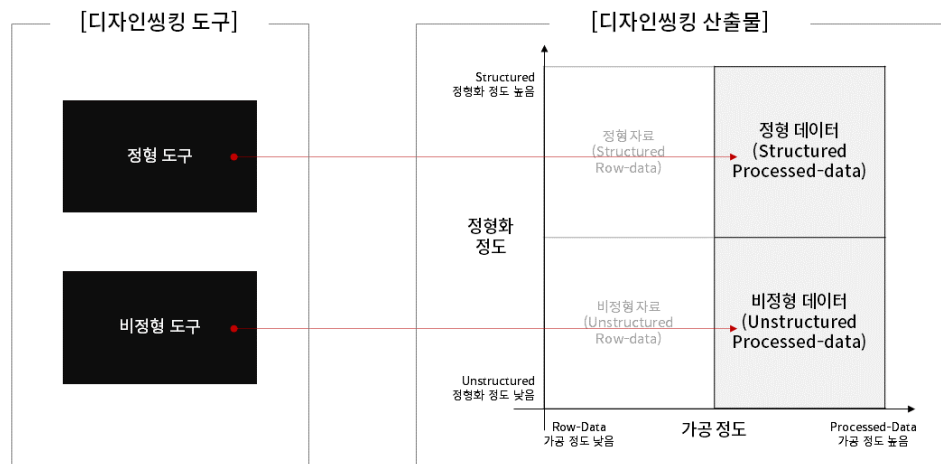 [디자인씽킹 도구]
정형 도구
비정형 도구
[디자인씽킹 산출물]
Structured
정형화 정도 높음
정형 자료
(Structured
Row-data)
정형 데이터
(Structured
Processed-data)
정형화
정도
비정형 자료
(Unstructured
Row-data)
비정형 데이터
(Unstructured
Processed-data)
Unstructured
정형화 정도 낮음
Row-Data
가공 정도 낮음
가공 정도
Processed-Data
가공 정도 높음